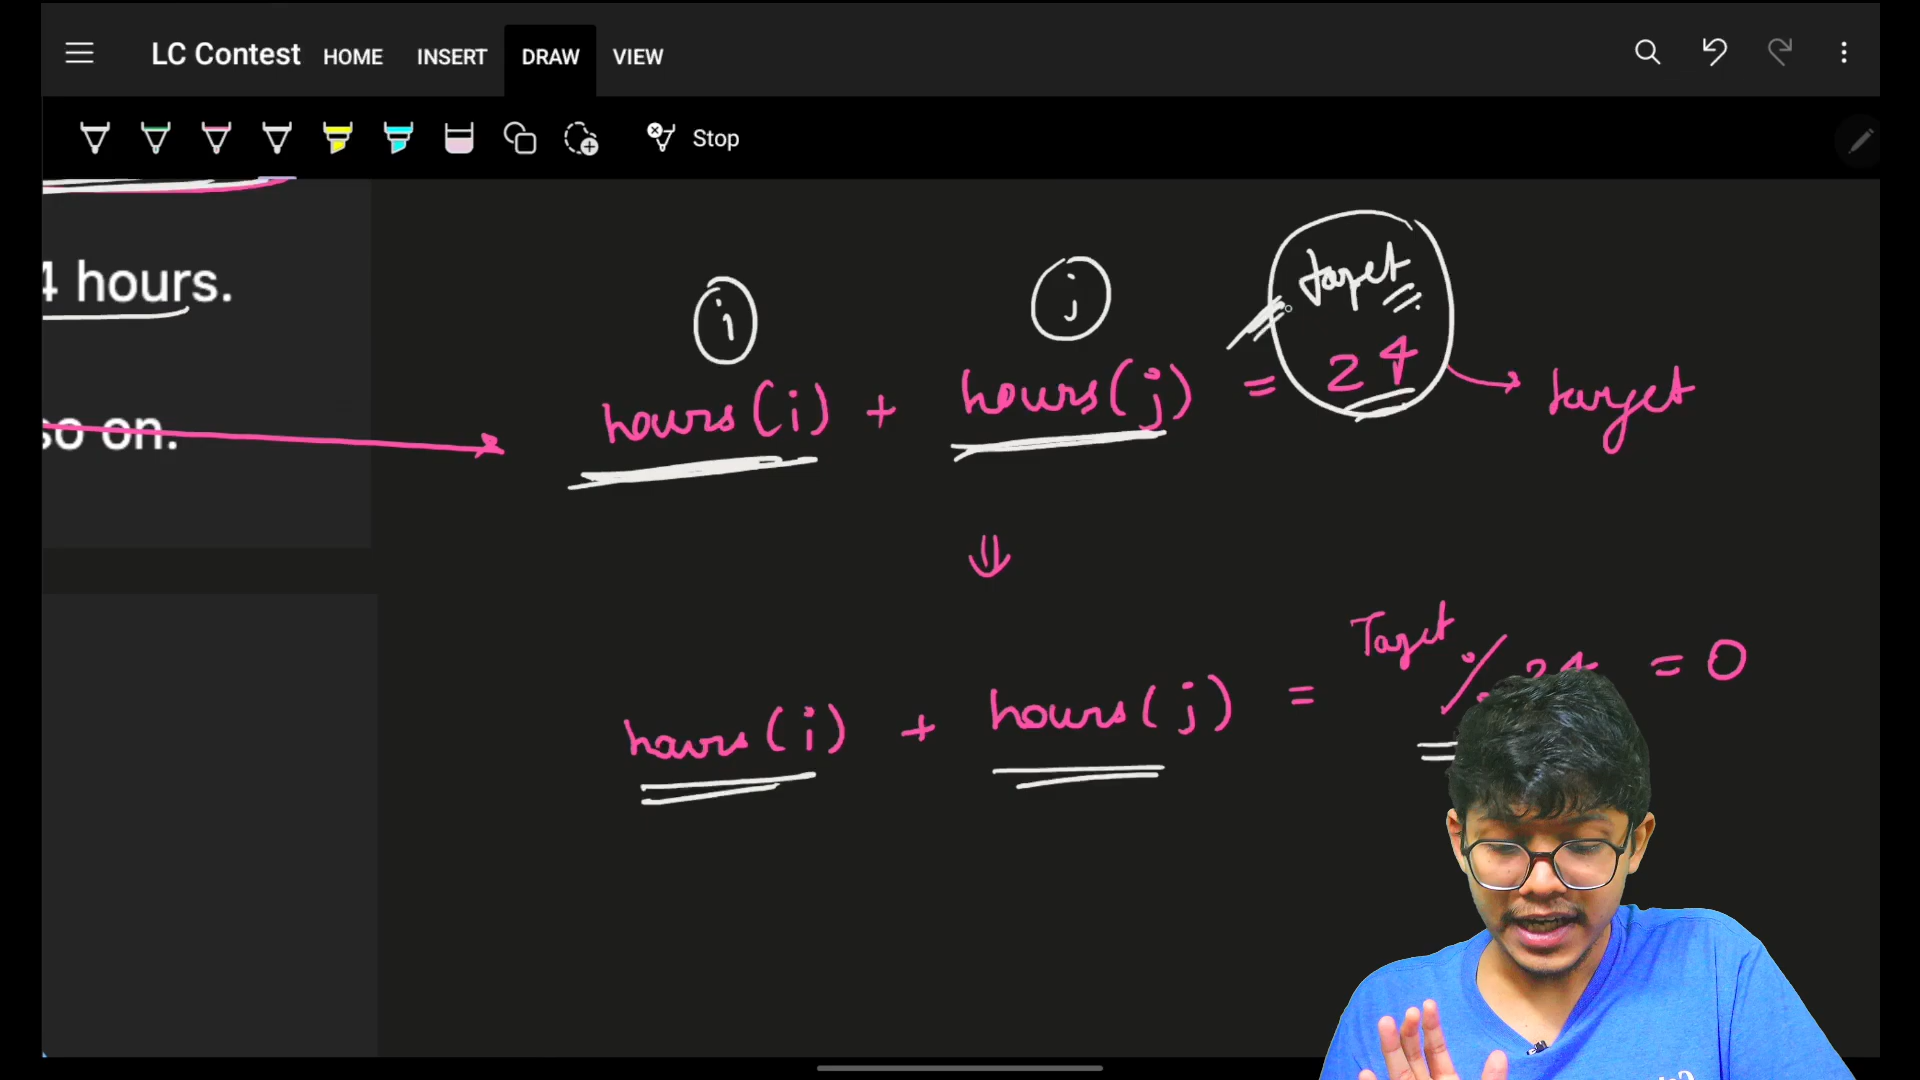 LC Contest HOME INSERT DRAW VIEW
Stop
4 hours.
so on.
i j target
hours(i) + hours(j) = 24 → target
⇓
hours(i) + hours(j) = Target % 24 = 0